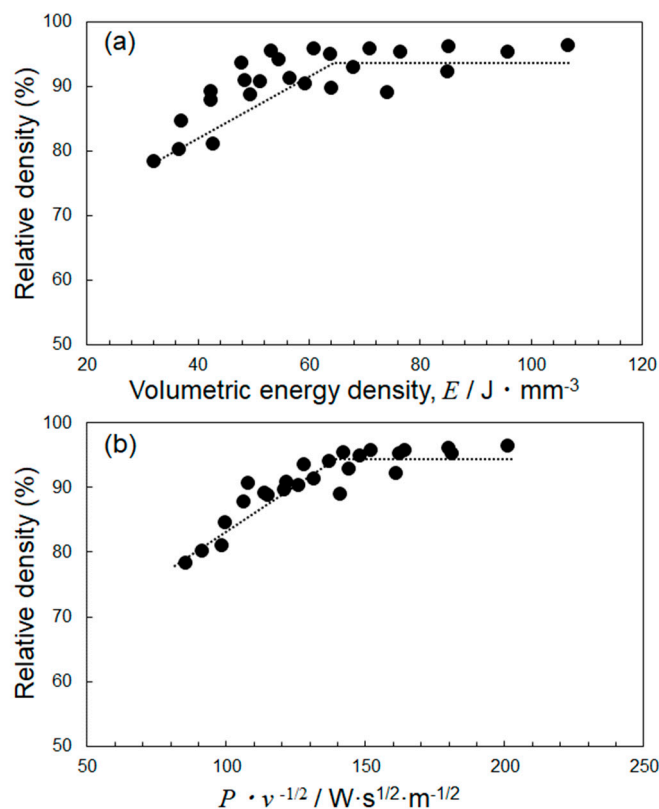 (a)
Relative density (%)
100
90
80
70
60
50
20 40 60 80 100 120
Volumetric energy density, E / J・mm-3
(b)
Relative density (%)
100
90
80
70
60
50
50 100 150 200 250
P・v -1/2 / W·s1/2·m-1/2